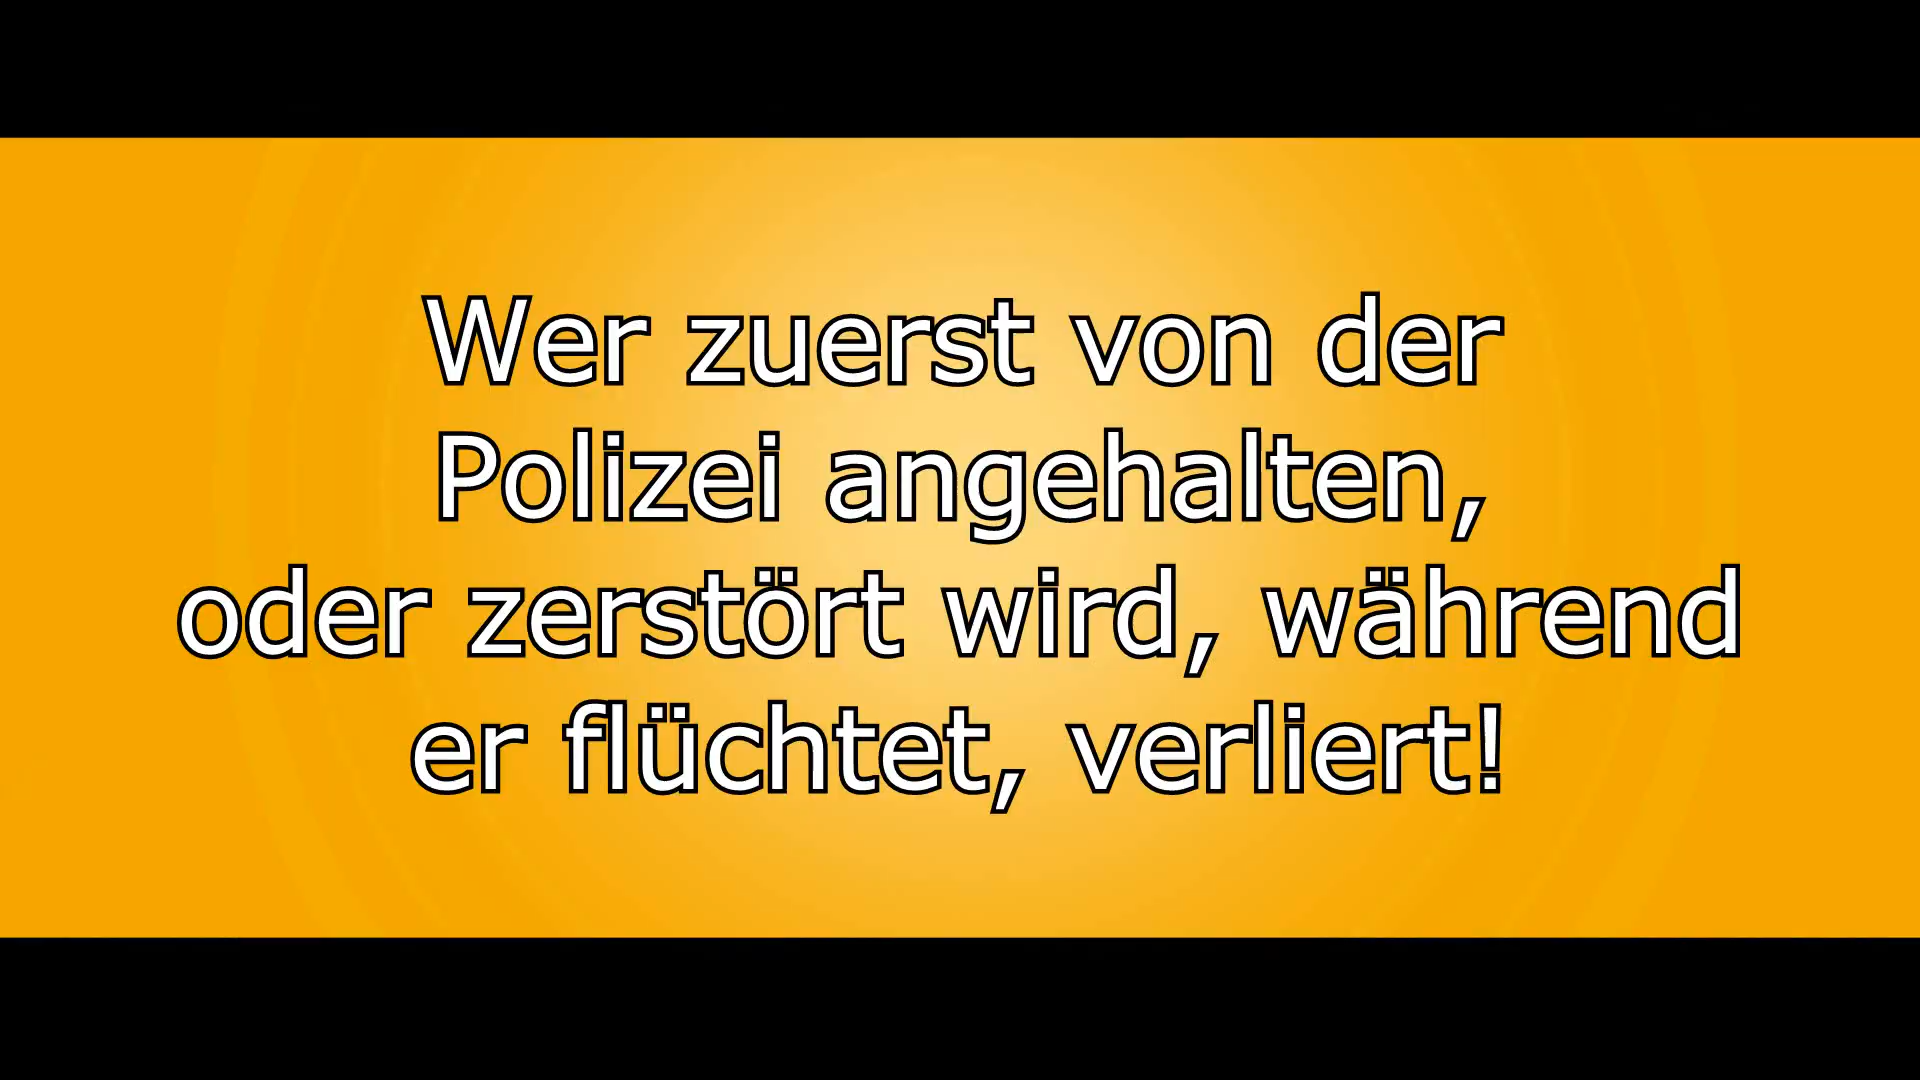 Wer zuerst von der
Polizei angehalten,
oder zerstört wird, während
er flüchtet, verliert!